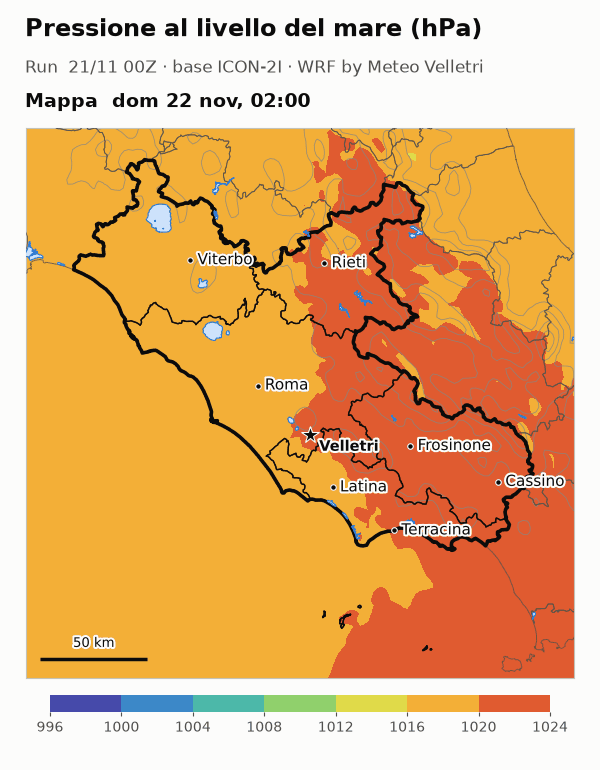 Pressione al livello del mare (hPa)
Run  21/11 00Z · base ICON-2I · WRF by Meteo Velletri
Mappa  dom 22 nov, 02:00
Viterbo
Rieti
Roma
Velletri
Frosinone
Cassino
Latina
Terracina
50 km
996 1000 1004 1008 1012 1016 1020 1024